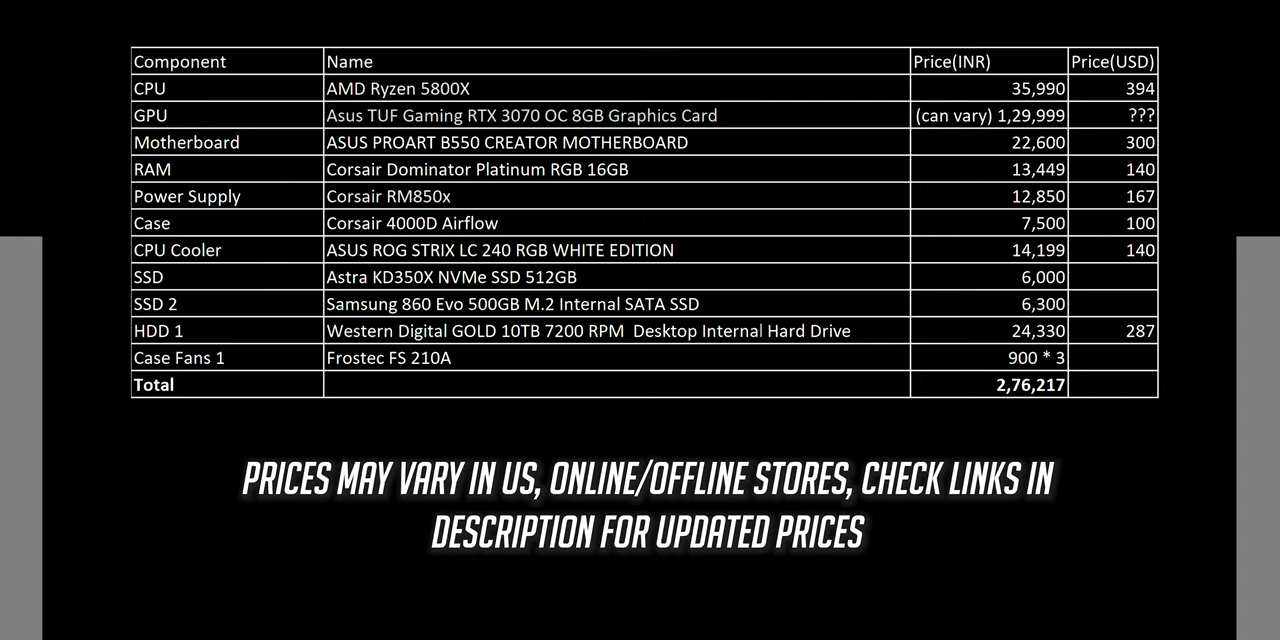 Component Name Price(INR) Price(USD)
CPU AMD Ryzen 5800X 35,990 394
GPU Asus TUF Gaming RTX 3070 OC 8GB Graphics Card (can vary) 1,29,999 ???
Motherboard ASUS PROART B550 CREATOR MOTHERBOARD 22,600 300
RAM Corsair Dominator Platinum RGB 16GB 13,449 140
Power Supply Corsair RM850x 12,850 167
Case Corsair 4000D Airflow 7,500 100
CPU Cooler ASUS ROG STRIX LC 240 RGB WHITE EDITION 14,199 140
SSD Astra KD350X NVMe SSD 512GB 6,000
SSD 2 Samsung 860 Evo 500GB M.2 Internal SATA SSD 6,300
HDD 1 Western Digital GOLD 10TB 7200 RPM Desktop Internal Hard Drive 24,330 287
Case Fans 1 Frostec FS 210A 900 * 3
Total 2,76,217
PRICES MAY VARY IN US, ONLINE/OFFLINE STORES, CHECK LINKS IN
DESCRIPTION FOR UPDATED PRICES